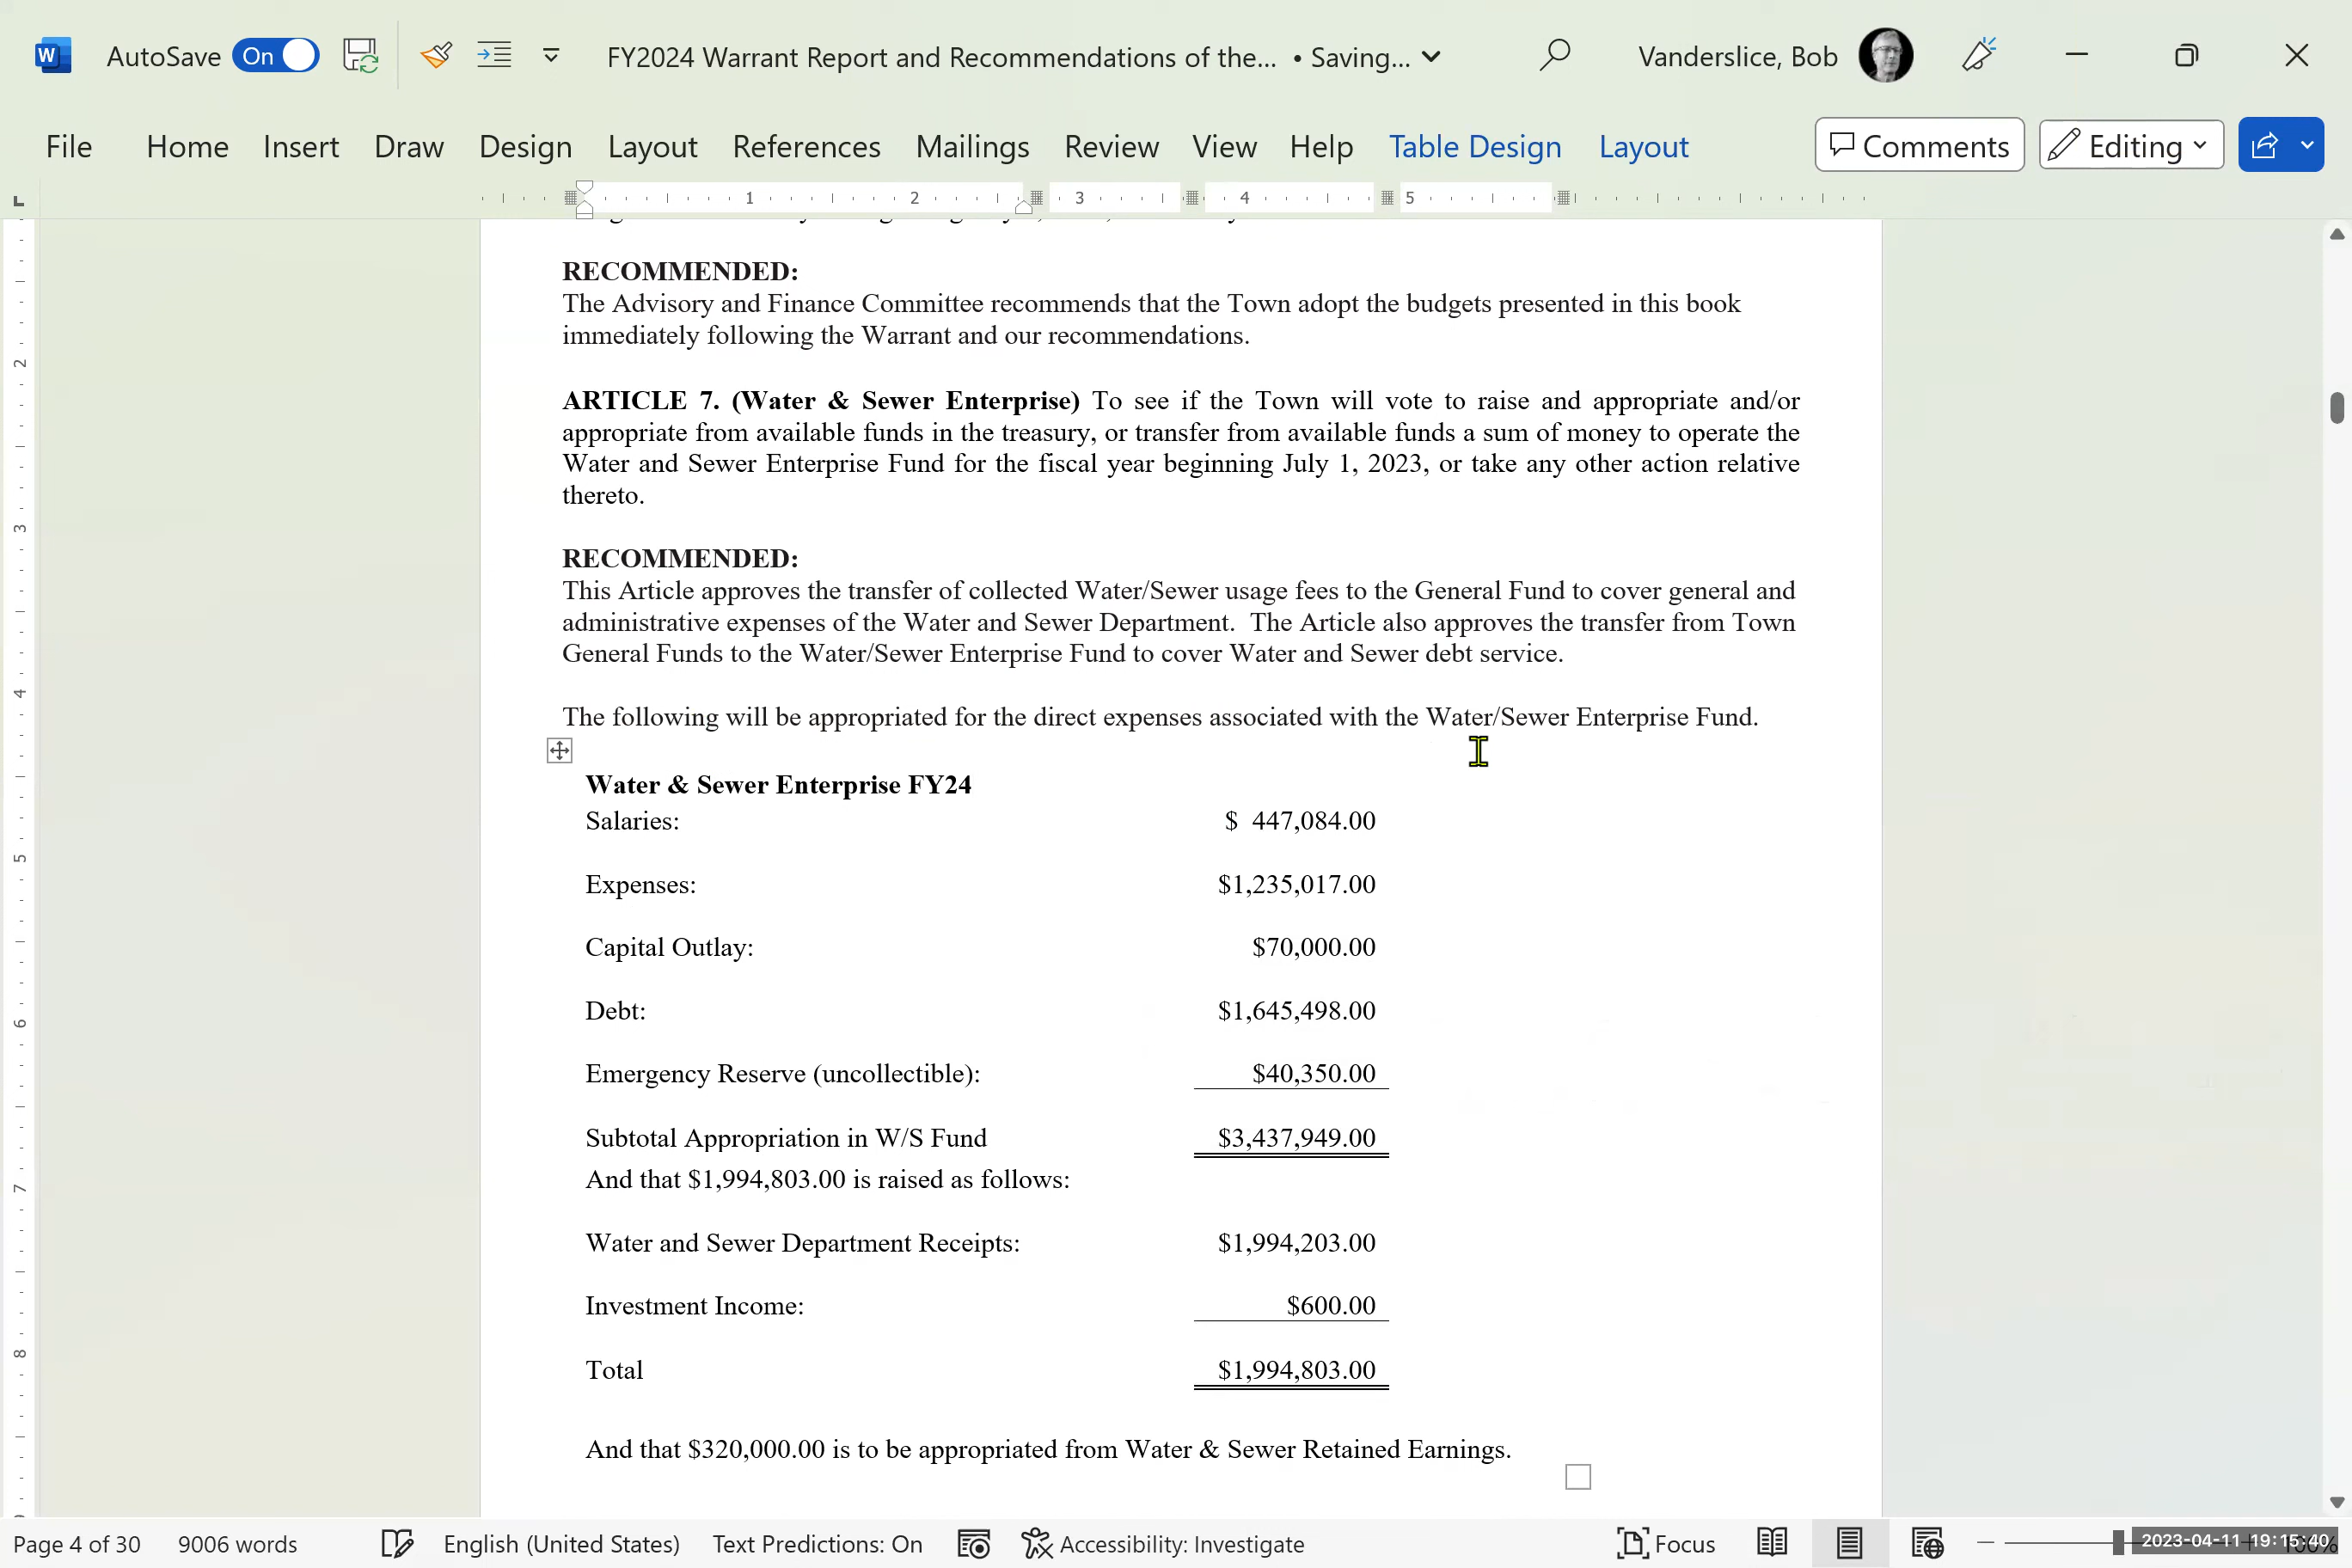 AutoSave On FY2024 Warrant Report and Recommendations of the... • Saving... Vanderslice, Bob
File Home Insert Draw Design Layout References Mailings Review View Help Table Design Layout Comments Editing
1 2 3 4 5
RECOMMENDED:
The Advisory and Finance Committee recommends that the Town adopt the budgets presented in this book
immediately following the Warrant and our recommendations.
ARTICLE 7. (Water & Sewer Enterprise) To see if the Town will vote to raise and appropriate and/or
appropriate from available funds in the treasury, or transfer from available funds a sum of money to operate the
Water and Sewer Enterprise Fund for the fiscal year beginning July 1, 2023, or take any other action relative
thereto.
RECOMMENDED:
This Article approves the transfer of collected Water/Sewer usage fees to the General Fund to cover general and
administrative expenses of the Water and Sewer Department. The Article also approves the transfer from Town
General Funds to the Water/Sewer Enterprise Fund to cover Water and Sewer debt service.
The following will be appropriated for the direct expenses associated with the Water/Sewer Enterprise Fund.
Water & Sewer Enterprise FY24
Salaries: $ 447,084.00
Expenses: $1,235,017.00
Capital Outlay: $70,000.00
Debt: $1,645,498.00
Emergency Reserve (uncollectible): $40,350.00
Subtotal Appropriation in W/S Fund $3,437,949.00
And that $1,994,803.00 is raised as follows:
Water and Sewer Department Receipts: $1,994,203.00
Investment Income: $600.00
Total $1,994,803.00
And that $320,000.00 is to be appropriated from Water & Sewer Retained Earnings.
2
3
4
5
6
7
8
Page 4 of 30 9006 words English (United States) Text Predictions: On Accessibility: Investigate Focus 2023-04-11 19:15:40